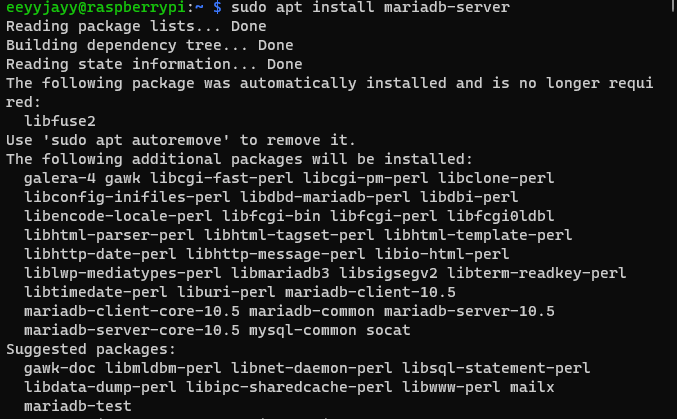 eeyyjayy@raspberrypi:~ $ sudo apt install mariadb-server
Reading package lists... Done
Building dependency tree... Done
Reading state information... Done
The following package was automatically installed and is no longer requi
red:
  libfuse2
Use 'sudo apt autoremove' to remove it.
The following additional packages will be installed:
  galera-4 gawk libcgi-fast-perl libcgi-pm-perl libclone-perl
  libconfig-inifiles-perl libdbd-mariadb-perl libdbi-perl
  libencode-locale-perl libfcgi-bin libfcgi-perl libfcgi0ldbl
  libhtml-parser-perl libhtml-tagset-perl libhtml-template-perl
  libhttp-date-perl libhttp-message-perl libio-html-perl
  liblwp-mediatypes-perl libmariadb3 libsigsegv2 libterm-readkey-perl
  libtimedate-perl liburi-perl mariadb-client-10.5
  mariadb-client-core-10.5 mariadb-common mariadb-server-10.5
  mariadb-server-core-10.5 mysql-common socat
Suggested packages:
  gawk-doc libmldbm-perl libnet-daemon-perl libsql-statement-perl
  libdata-dump-perl libipc-sharedcache-perl libwww-perl mailx
  mariadb-test